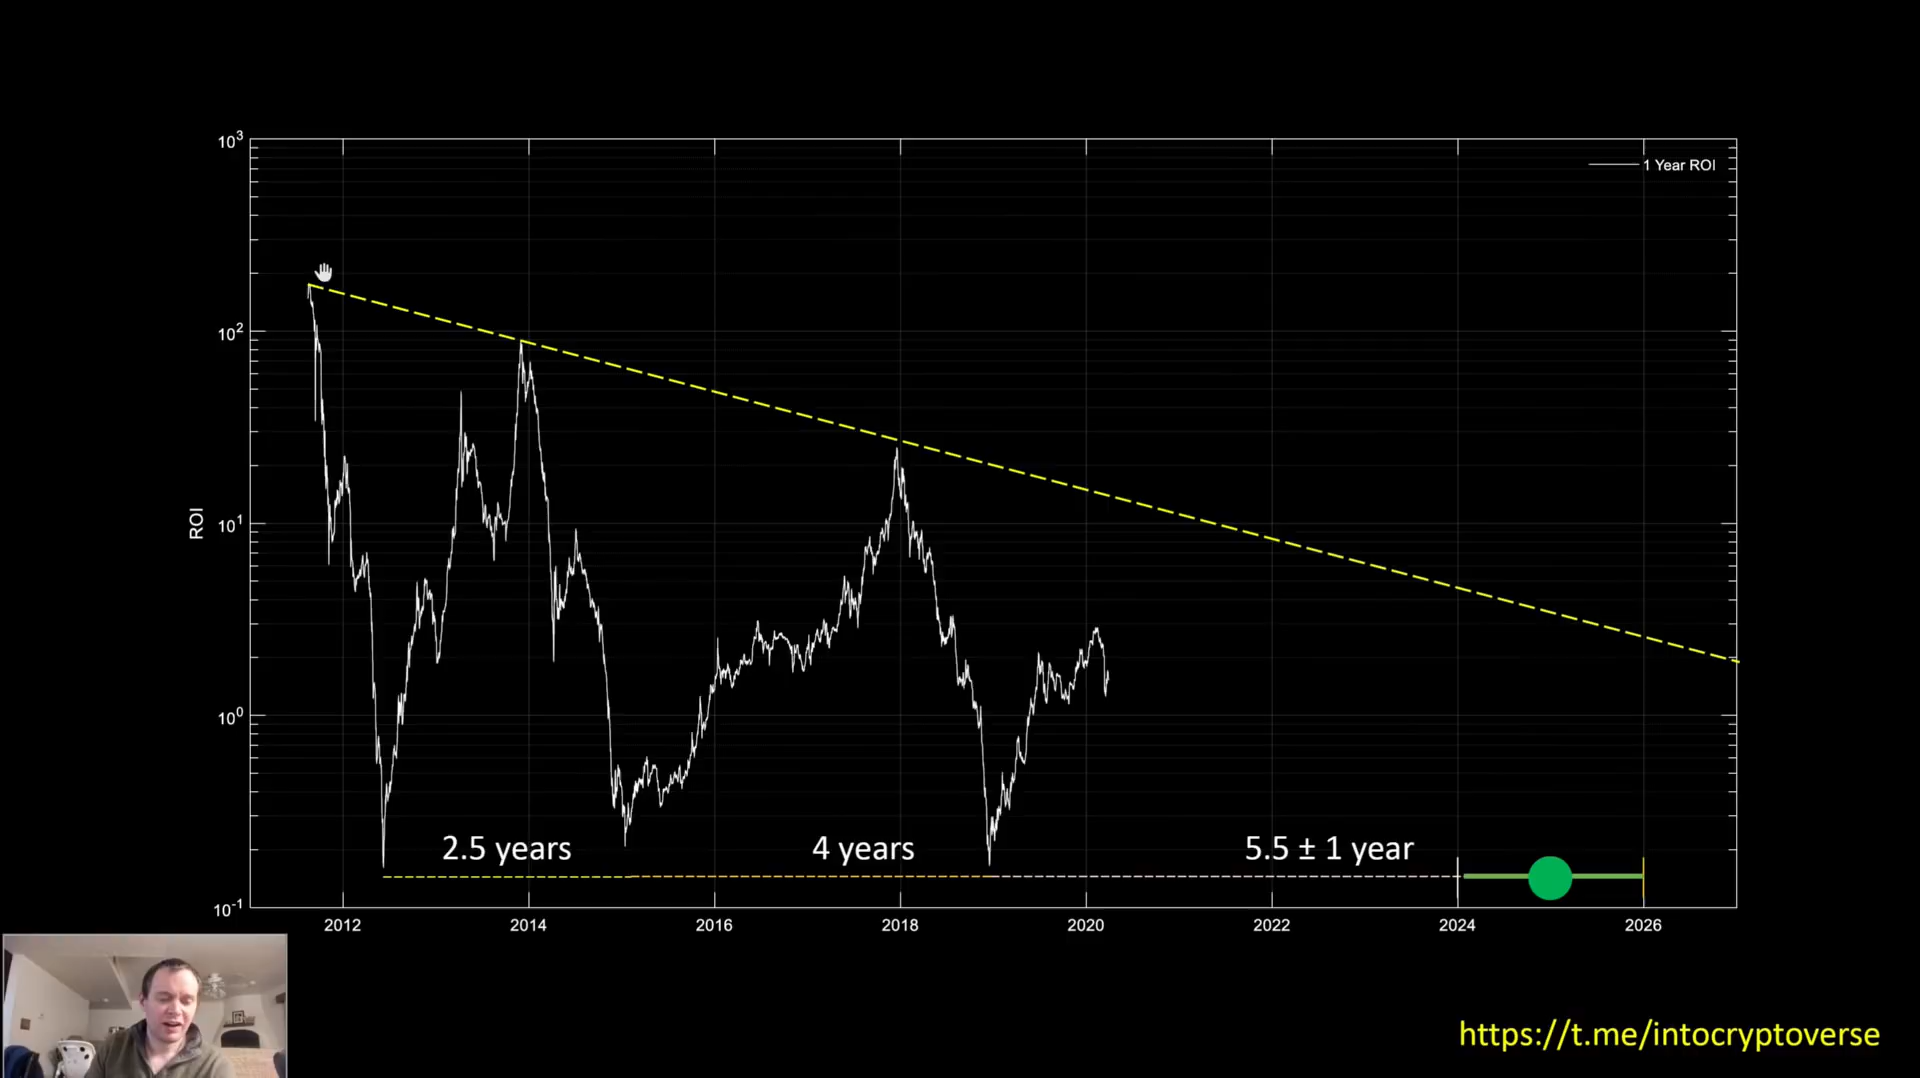 10³
1 Year ROI
10²
ROI
10¹
10⁰
2.5 years
4 years
5.5 ± 1 year
10⁻¹
2012
2014
2016
2018
2020
2022
2024
2026
https://t.me/intocryptoverse